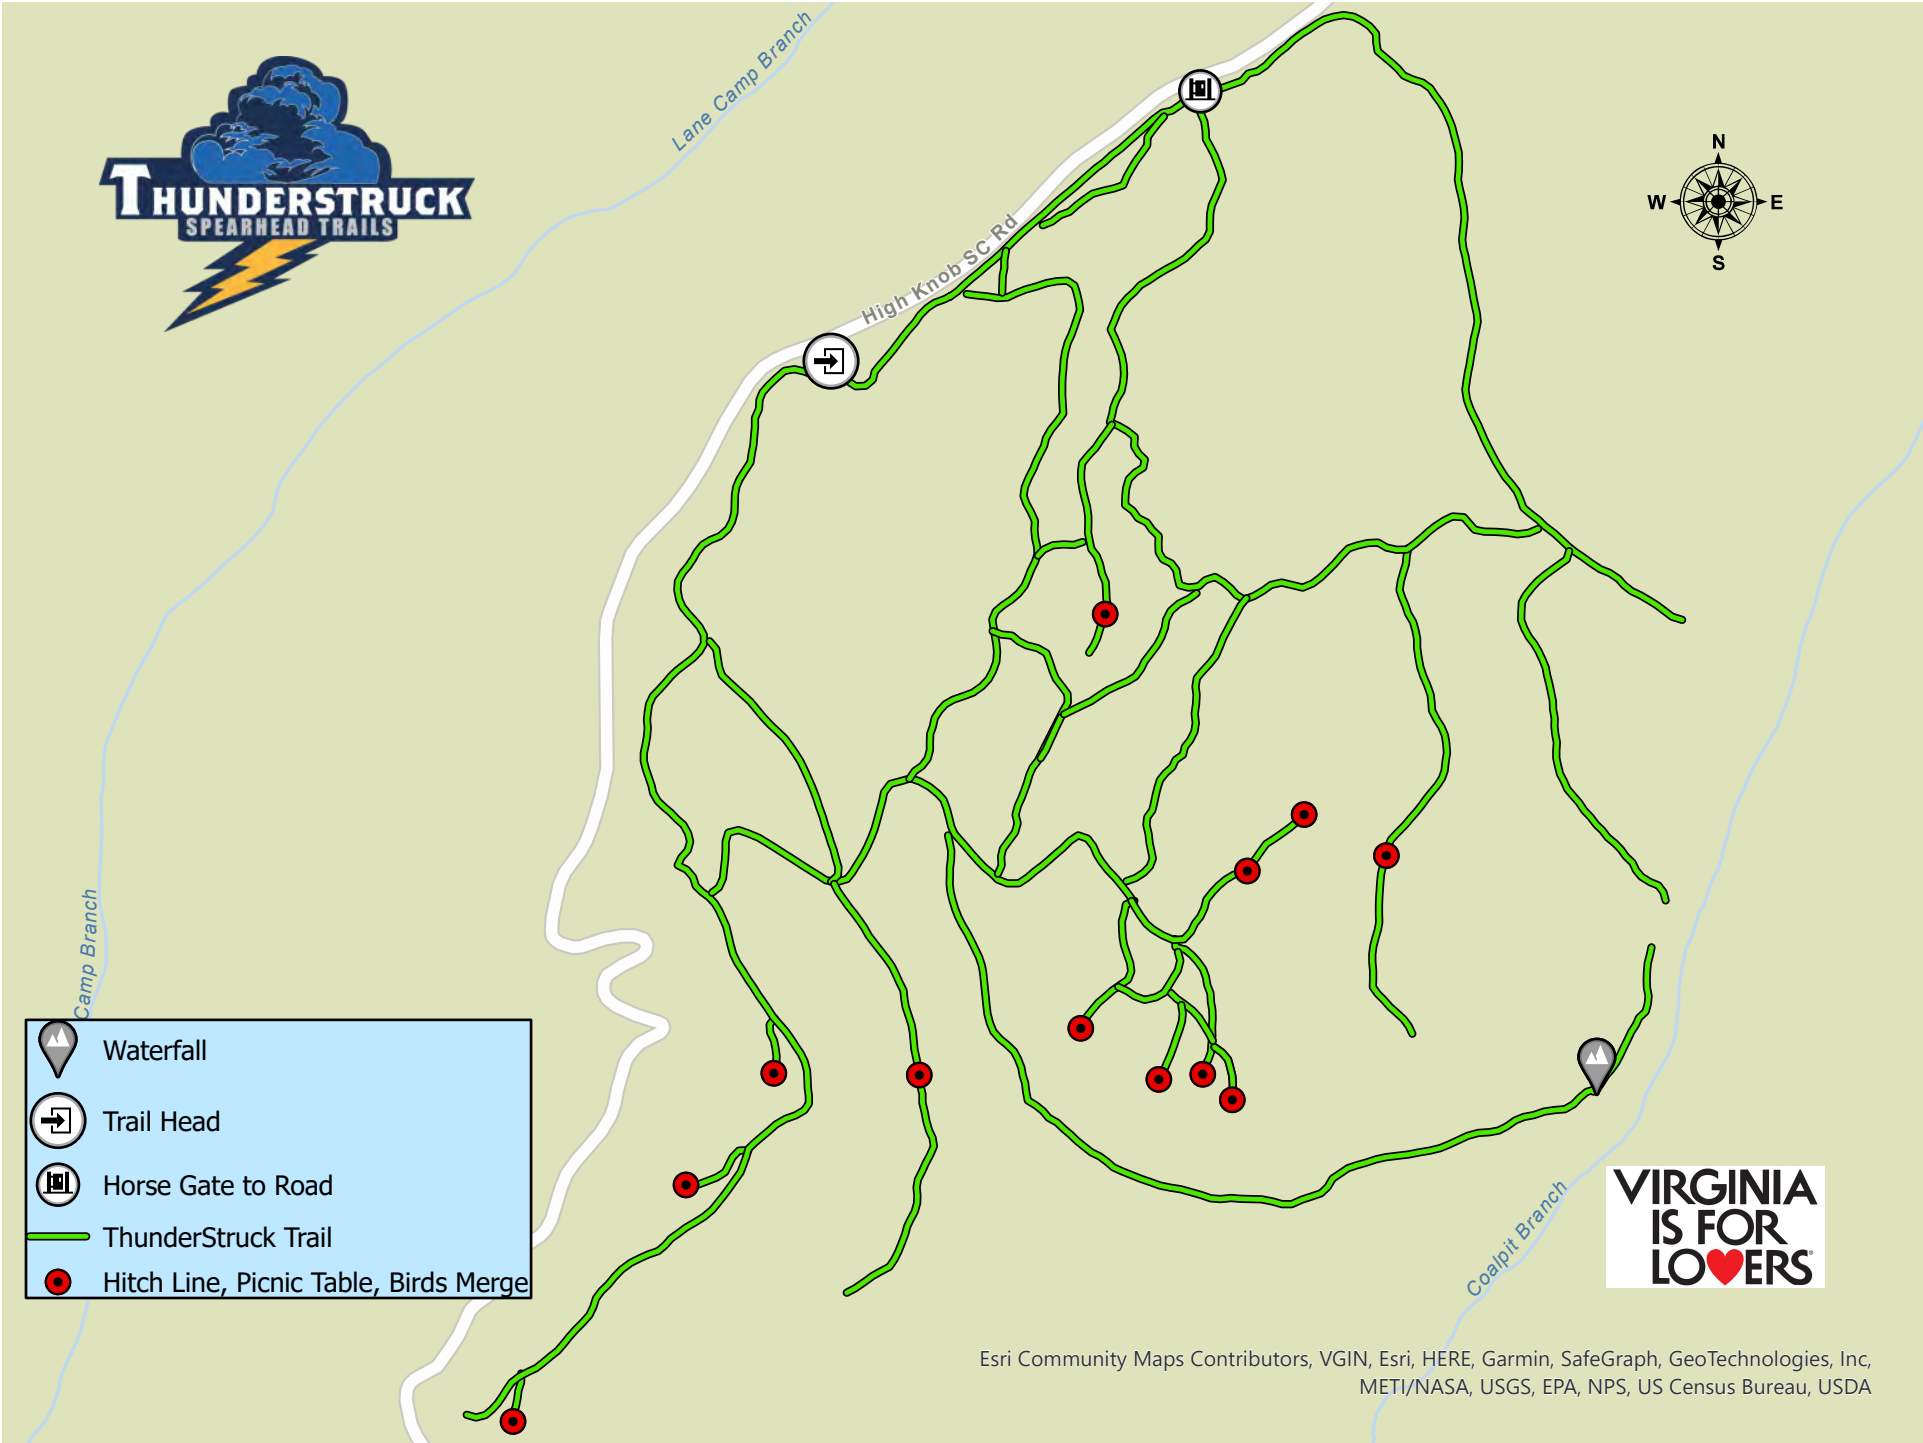 THUNDERSTRUCK
SPEARHEAD TRAILS
Lane Camp Branch
High Knob SC Rd
N
W
E
S
Camp Branch
Waterfall
Trail Head
Horse Gate to Road
ThunderStruck Trail
Hitch Line, Picnic Table, Birds Merge
Coalpit Branch
VIRGINIA
IS FOR
LO♥ERS
Esri Community Maps Contributors, VGIN, Esri, HERE, Garmin, SafeGraph, GeoTechnologies, Inc,
METI/NASA, USGS, EPA, NPS, US Census Bureau, USDA